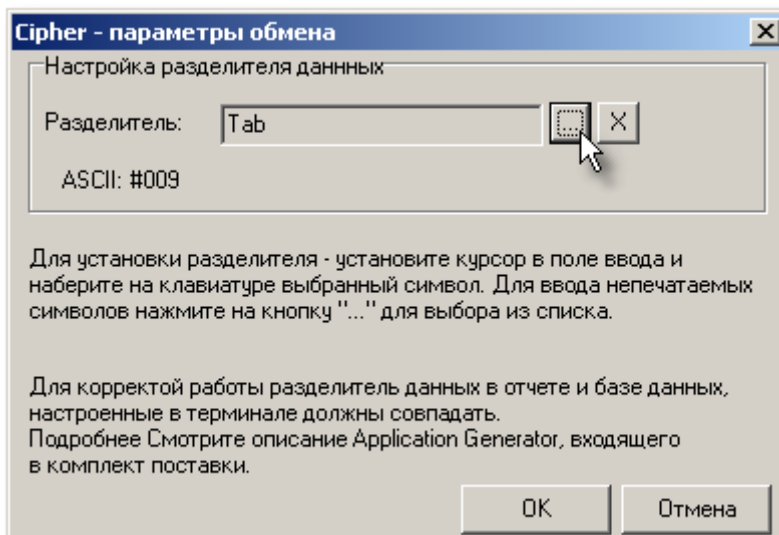 Cipher - параметры обмена
Настройка разделителя даннных
Разделитель: Tab ... X
ASCII: #009
Для установки разделителя - установите курсор в поле ввода и
наберите на клавиатуре выбранный символ. Для ввода непечатаемых
символов нажмите на кнопку "..." для выбора из списка.
Для корректой работы разделитель данных в отчете и базе данных,
настроенные в терминале должны совпадать.
Подробнее Смотрите описание Application Generator, входящего
в комплект поставки.
OK Отмена